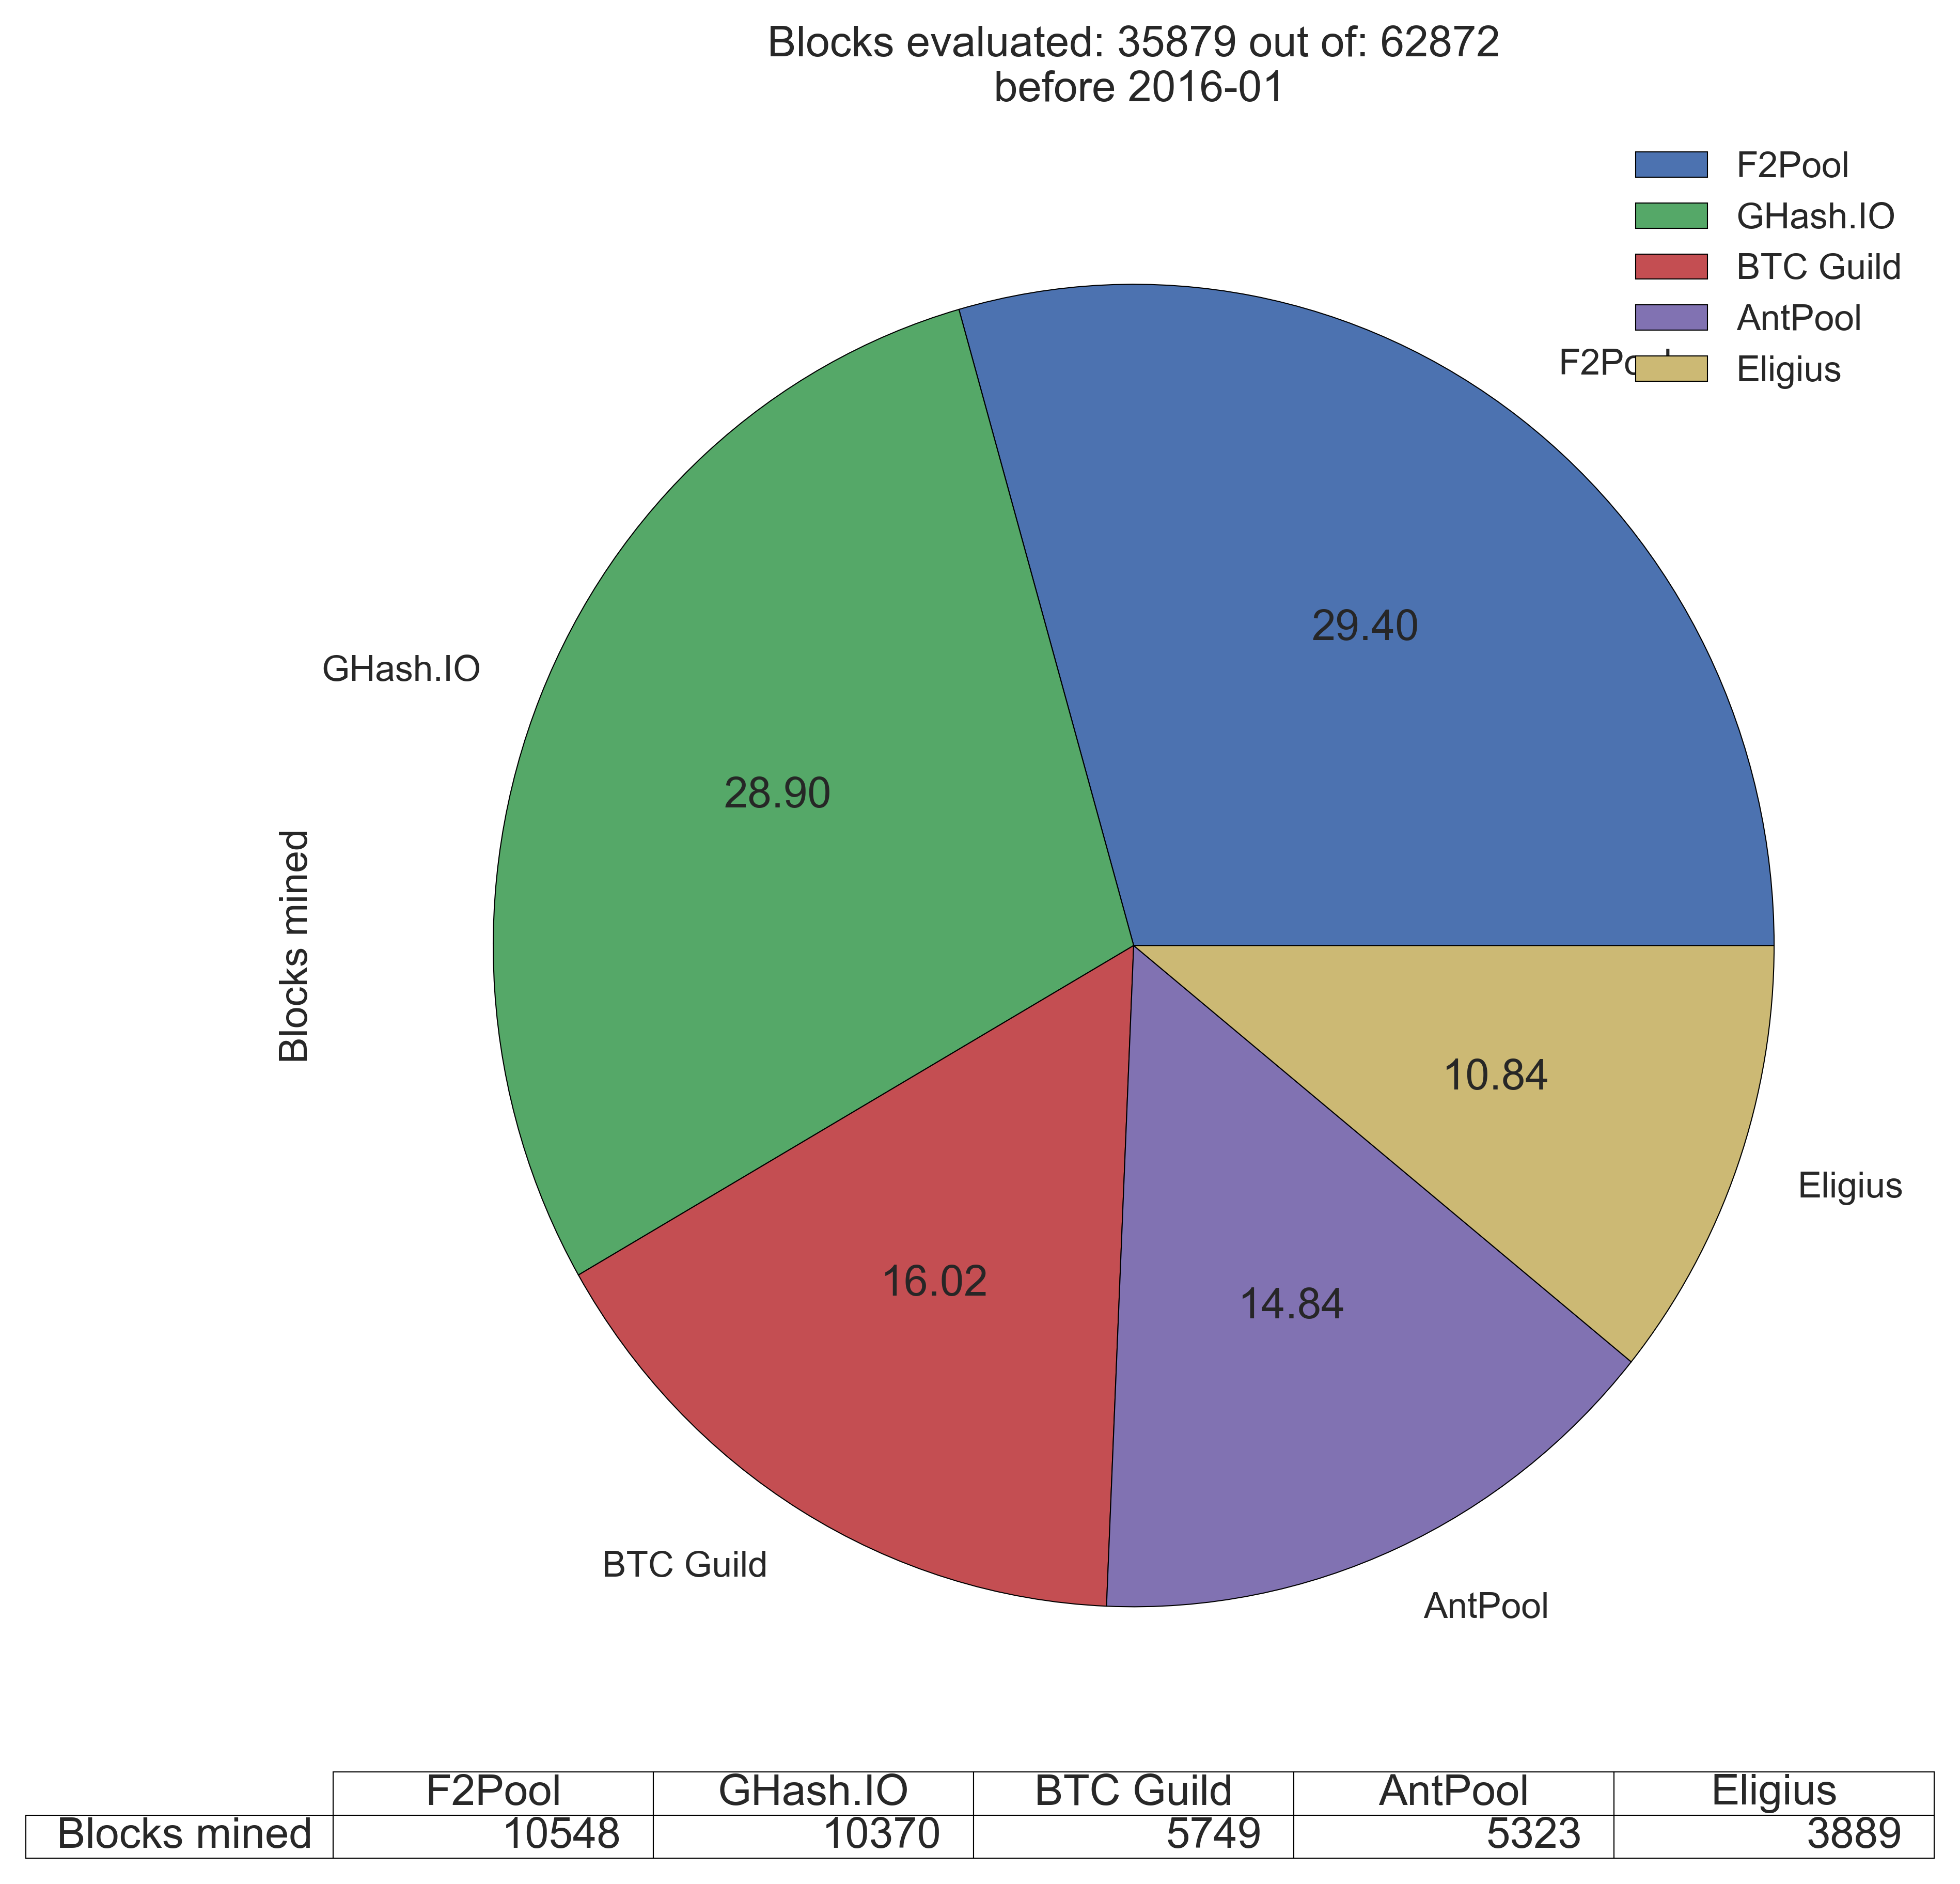 Blocks evaluated: 35879 out of: 62872
before 2016-01
F2Pool
GHash.IO
BTC Guild
AntPool
Eligius
29.40
GHash.IO
28.90
Blocks mined
10.84
Eligius
16.02
14.84
BTC Guild
AntPool
F2Pool GHash.IO BTC Guild AntPool Eligius
Blocks mined 10548 10370 5749 5323 3889